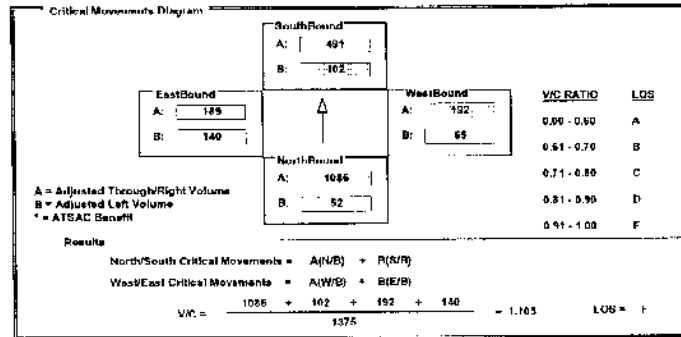 Critical Movements Diagram
SouthBound
A: 491
B: 102
EastBound
A: 189
B: 140
WestBound
A: 192
B: 65
NorthBound
A: 1086
B: 52
V/C RATIO LOS
0.00 - 0.60 A
0.61 - 0.70 B
0.71 - 0.80 C
0.81 - 0.90 D
0.91 - 1.00 E
A = Adjusted Through/Right Volume
B = Adjusted Left Volume
* = ATSAC Benefit
Results
North/South Critical Movements = A(N/B) + B(S/B)
West/East Critical Movements = A(W/B) + B(E/B)
V/C = 1086 + 102 + 192 + 140 = 1.105 LOS = F
1375